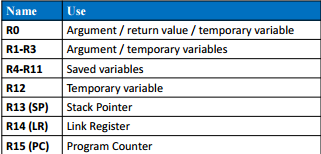 Name Use
R0 Argument / return value / temporary variable
R1-R3 Argument / temporary variables
R4-R11 Saved variables
R12 Temporary variable
R13 (SP) Stack Pointer
R14 (LR) Link Register
R15 (PC) Program Counter